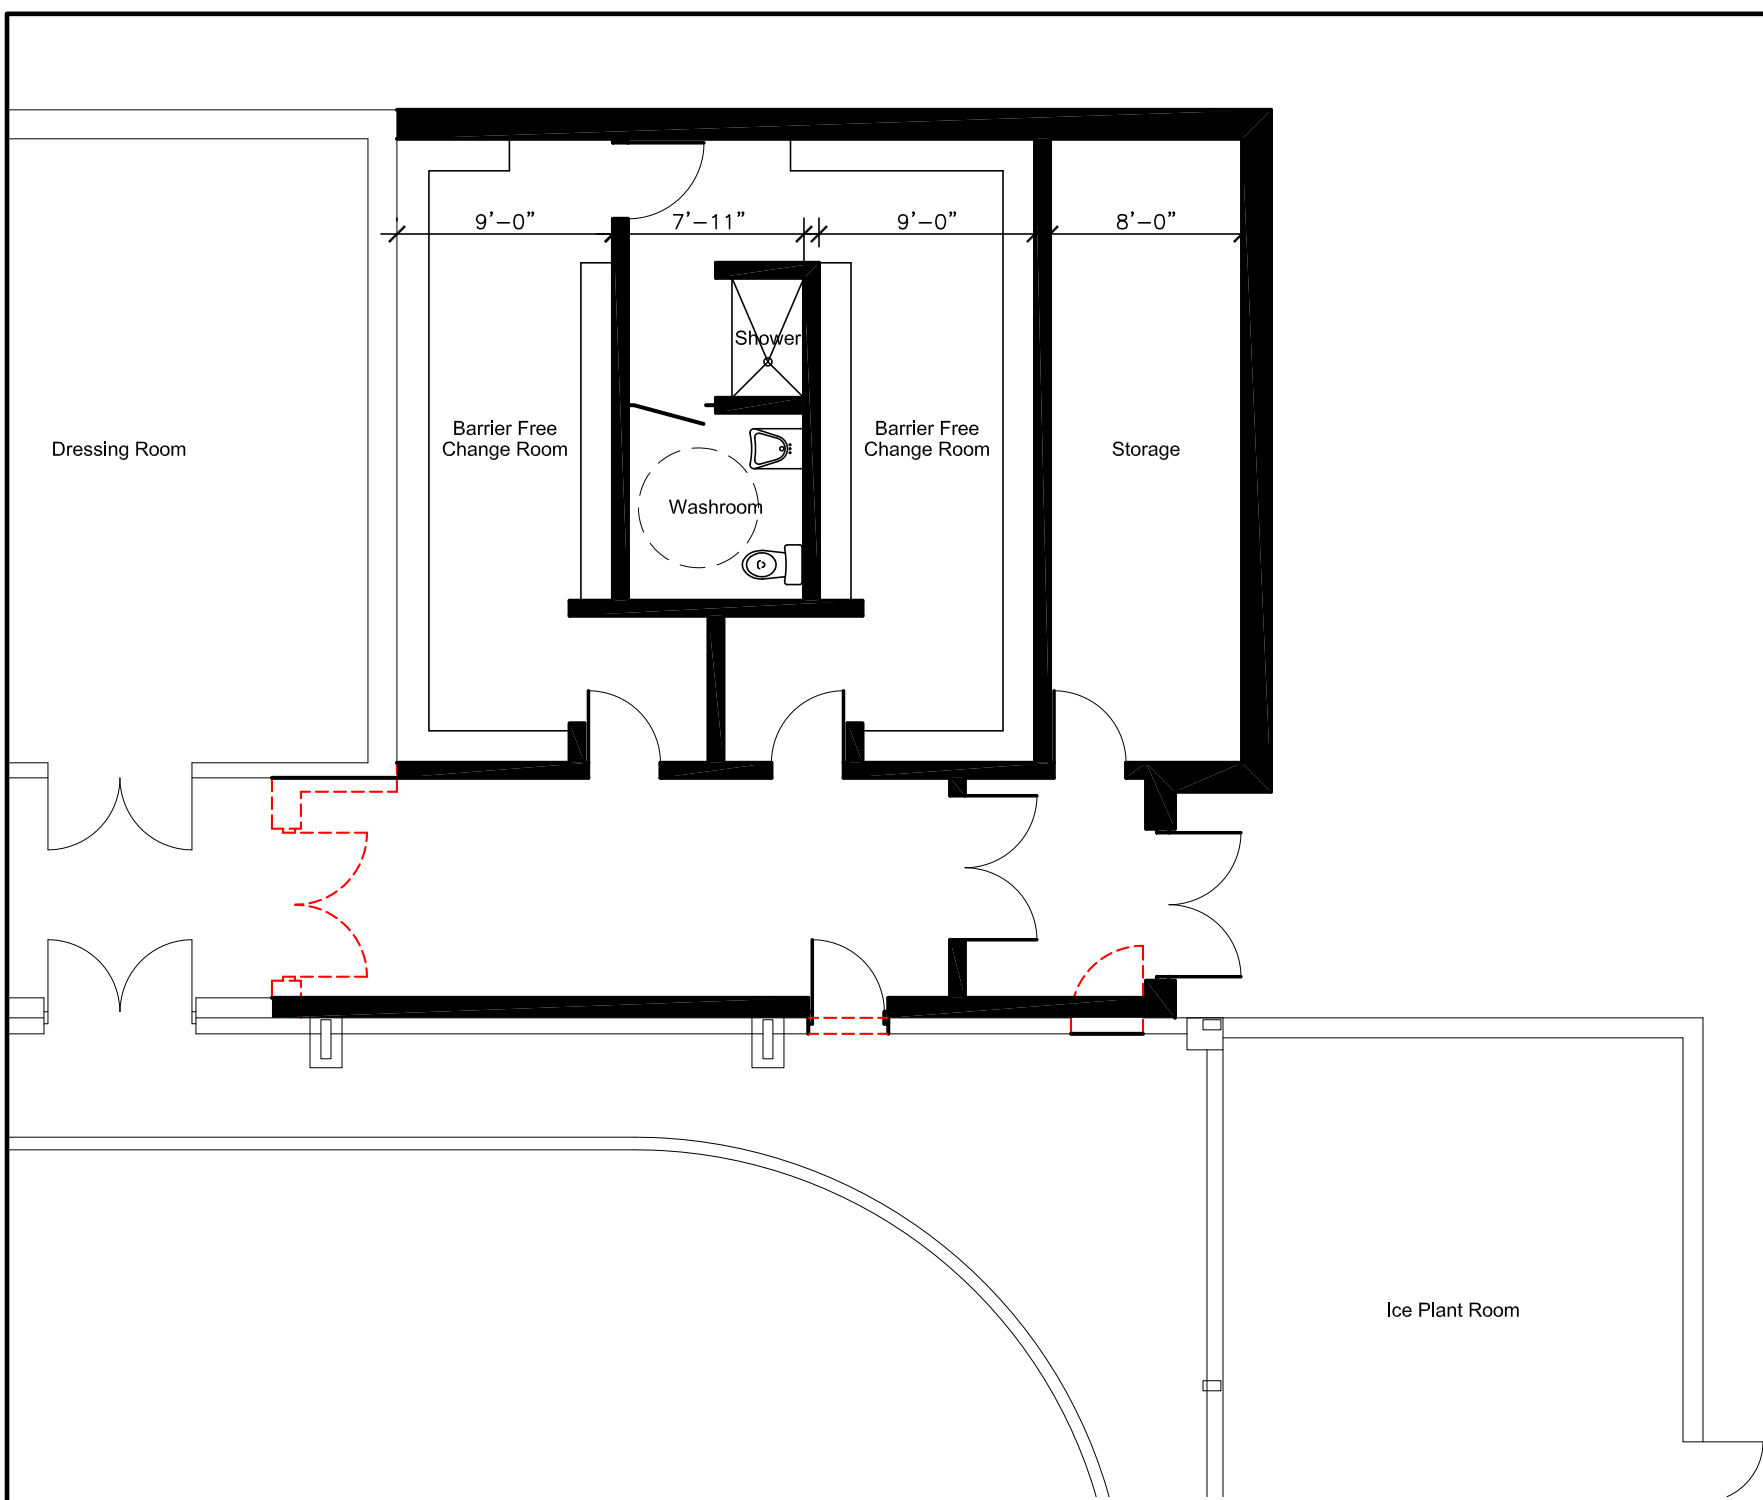 9'-0"
7'-11"
9'-0"
8'-0"
Shower
Dressing Room
Barrier Free
Change Room
Barrier Free
Change Room
Storage
Washroom
Ice Plant Room